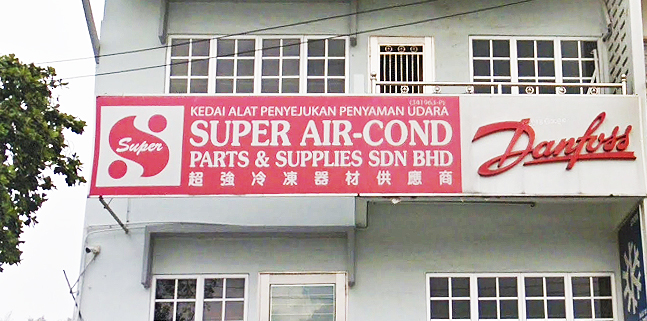 (341963-P)
KEDAI ALAT PENYEJUKAN PENYAMAN UDARA
Super
SUPER AIR-COND
PARTS & SUPPLIES SDN BHD
超強冷凍器材供應商
Danfoss